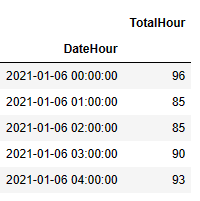 TotalHour
DateHour
2021-01-06 00:00:00 96
2021-01-06 01:00:00 85
2021-01-06 02:00:00 85
2021-01-06 03:00:00 90
2021-01-06 04:00:00 93